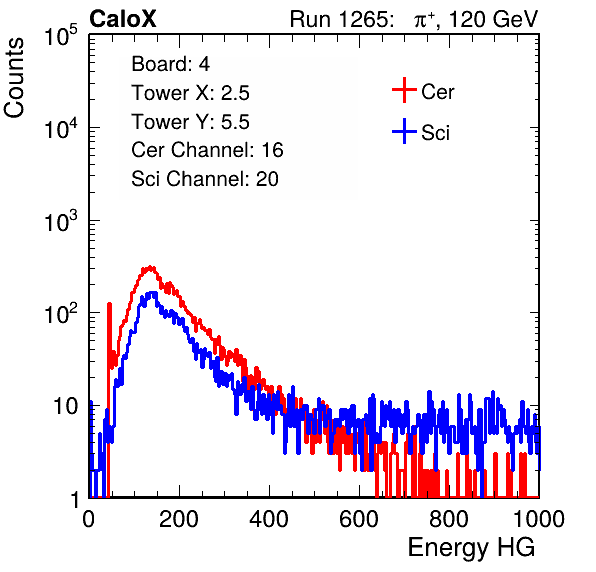 CaloX Run 1265: π⁺, 120 GeV
Counts
10⁵
10⁴
10³
10²
10
1
Board: 4
Tower X: 2.5
Tower Y: 5.5
Cer Channel: 16
Sci Channel: 20
Cer
Sci
0 200 400 600 800 1000
Energy HG